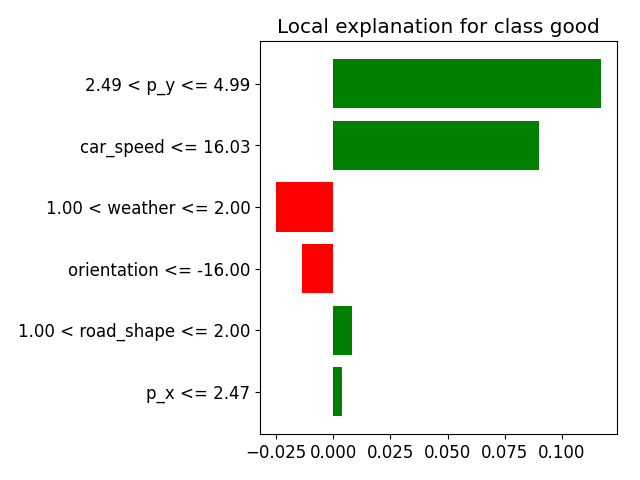 Local explanation for class good
2.49 < p_y <= 4.99
car_speed <= 16.03
1.00 < weather <= 2.00
orientation <= -16.00
1.00 < road_shape <= 2.00
p_x <= 2.47
−0.025 0.000 0.025 0.050 0.075 0.100